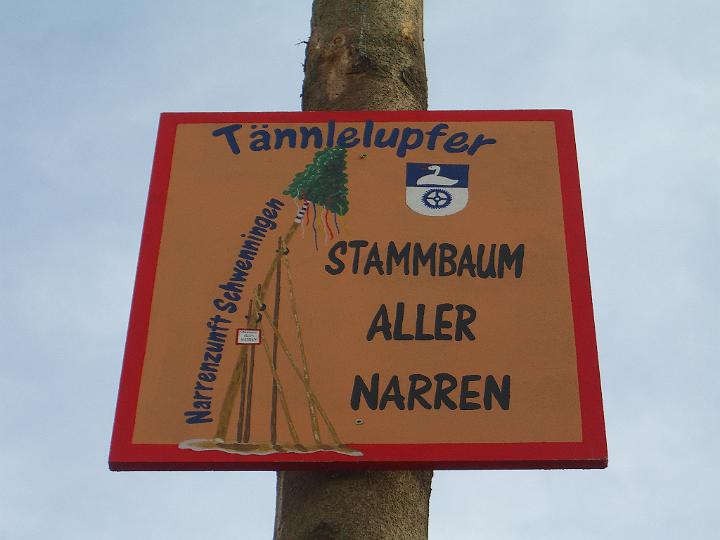 Tännlelupfer
Narrenzunft Schwenningen
STAMMBAUM
ALLER
NARREN